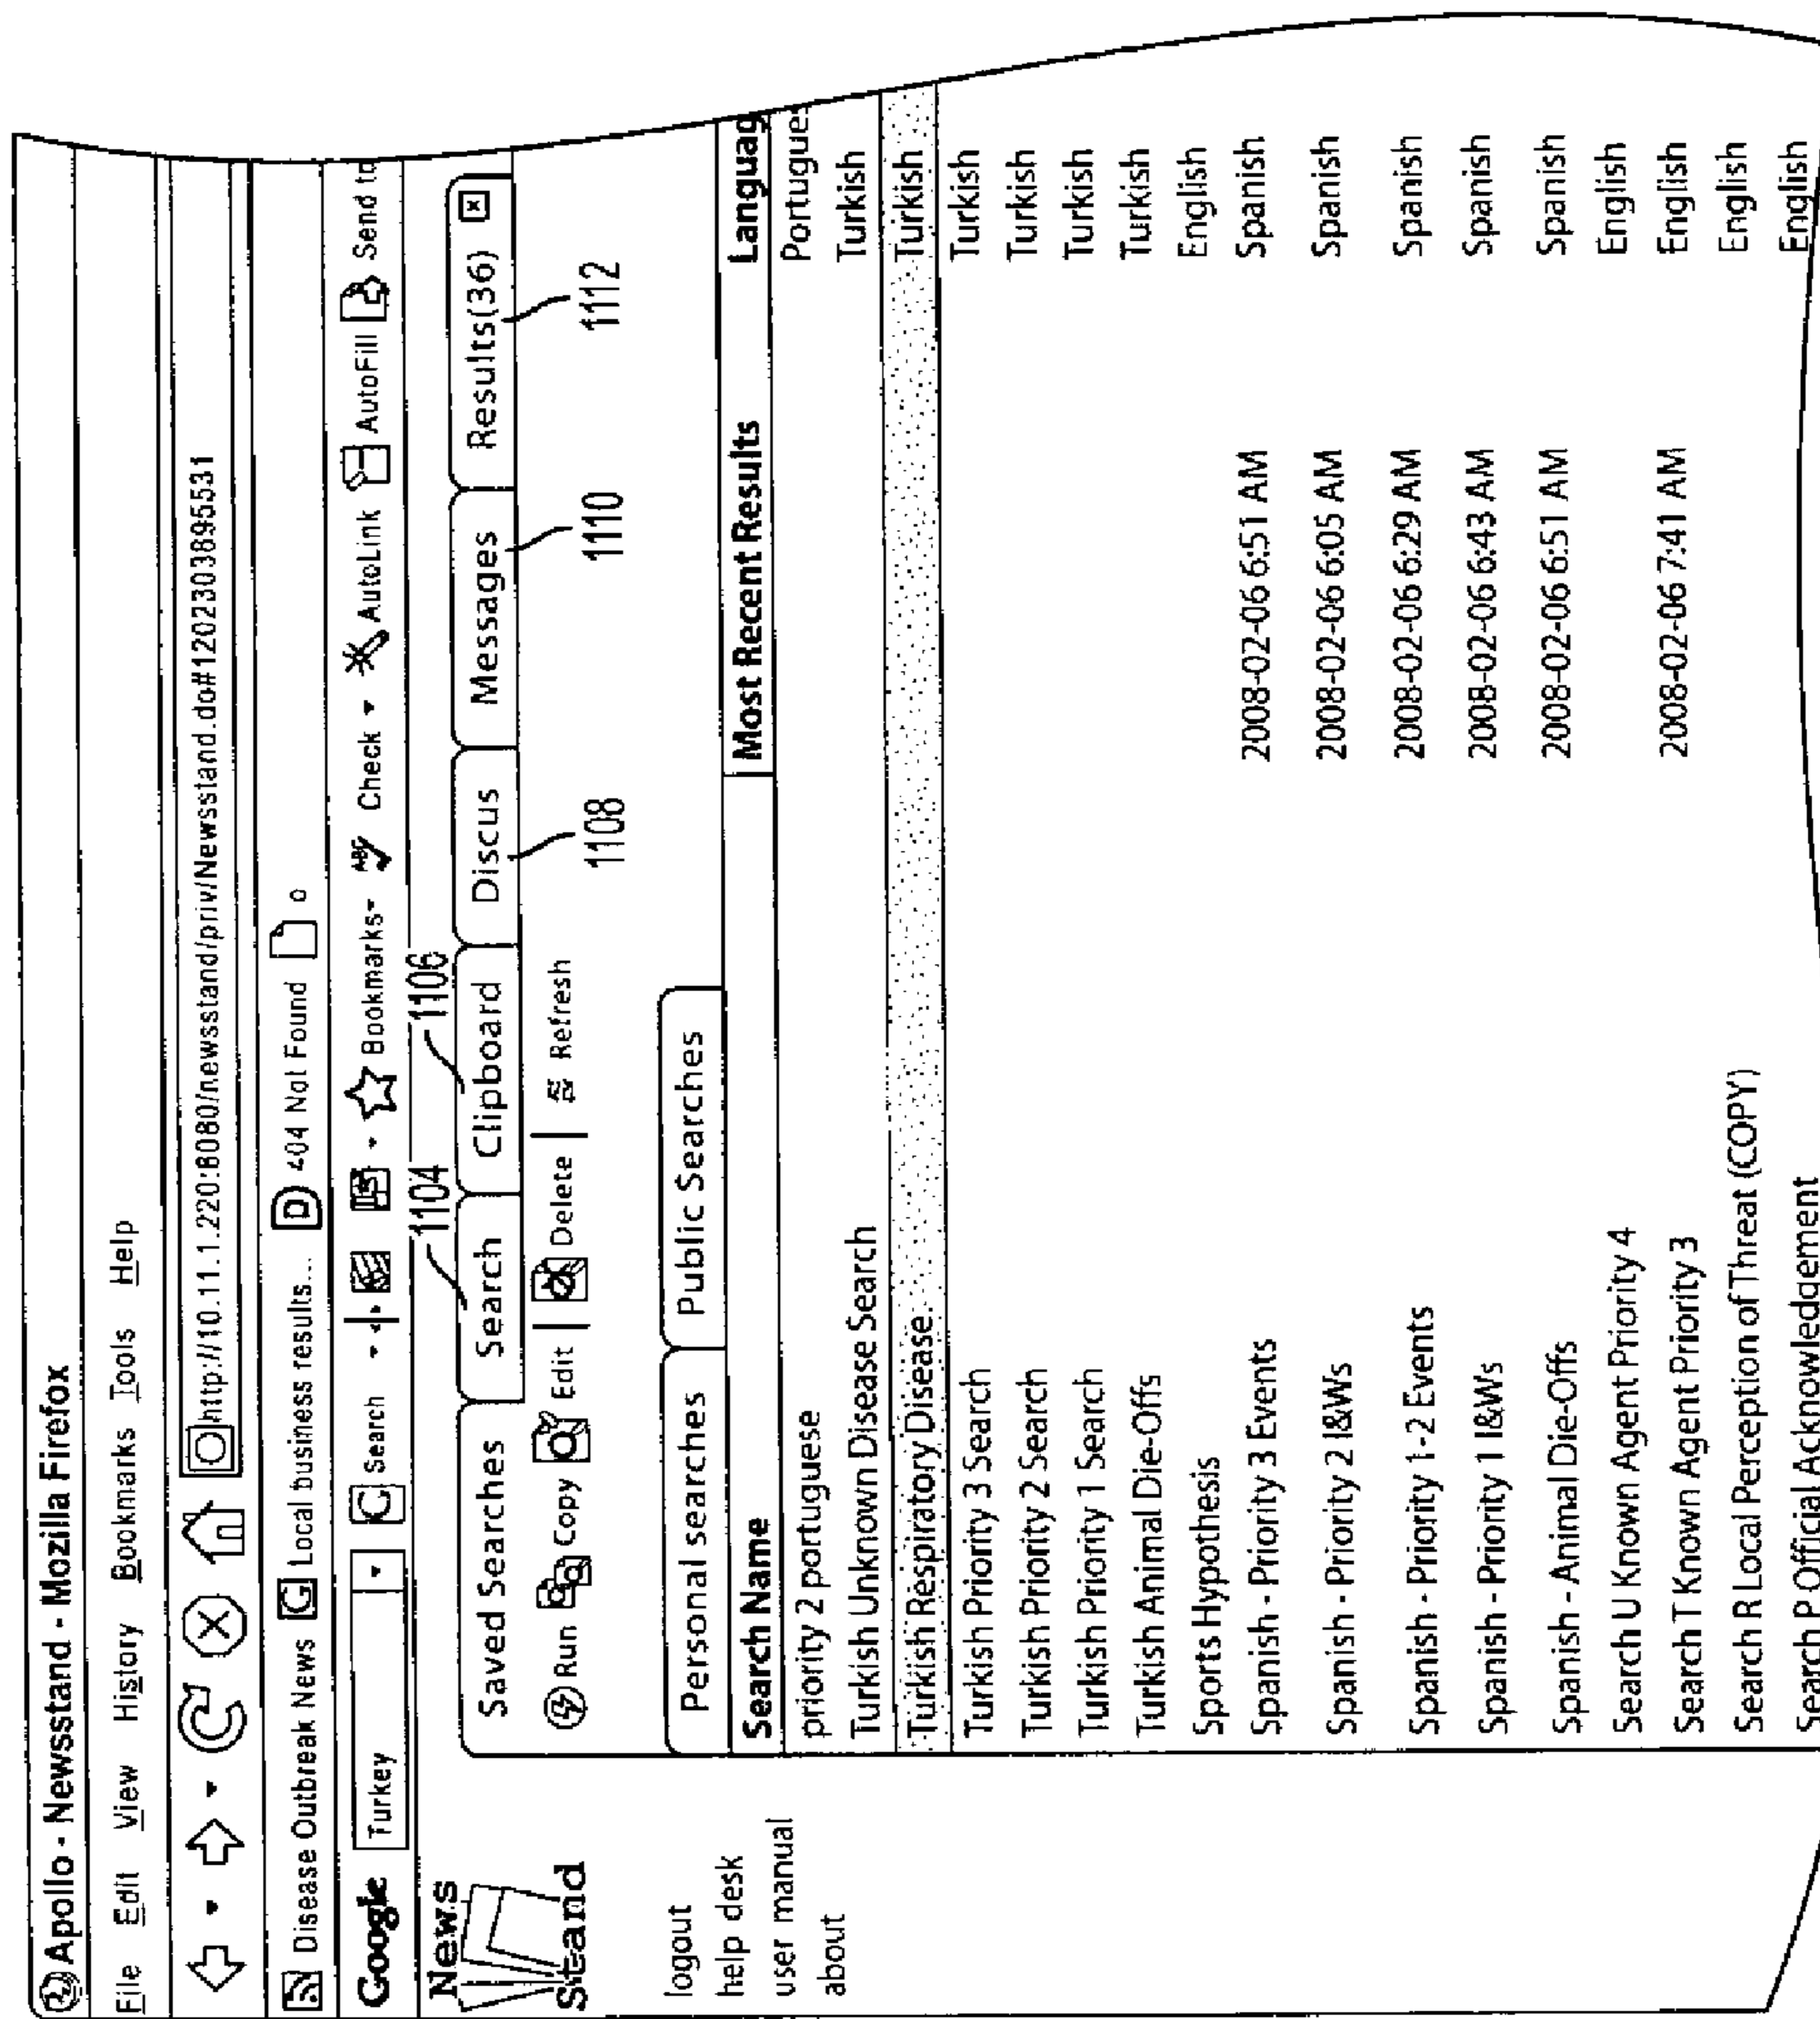 Apollo - Newsstand - Mozilla Firefox
File Edit View History Bookmarks Tools Help
http://10.11.1.220:8080/newsstand/priv/Newsstand.do#1202303895531
Disease Outbreak News G Local business results... D 404 Not Found o
Google Turkey G Search Bookmarks ABC Check AutoLink AutoFill Send to
1104 1106
News
Stand
Saved Searches Search Clipboard Discus Messages Results(36) x
Run Copy Edit Delete Refresh
1108 1110 1112
logout
help desk
user manual
about
Personal searches Public Searches
Search Name Most Recent Results Languag
priority 2 portuguese Portugues
Turkish Unknown Disease Search Turkish
Turkish Respiratory Disease Turkish
Turkish Priority 3 Search Turkish
Turkish Priority 2 Search Turkish
Turkish Priority 1 Search Turkish
Turkish Animal Die-Offs Turkish
Sports Hypothesis English
Spanish - Priority 3 Events 2008-02-06 6:51 AM Spanish
Spanish - Priority 2 I&Ws 2008-02-06 6:05 AM Spanish
Spanish - Priority 1-2 Events 2008-02-06 6:29 AM Spanish
Spanish - Priority 1 I&Ws 2008-02-06 6:43 AM Spanish
Spanish - Animal Die-Offs 2008-02-06 6:51 AM Spanish
Search U Known Agent Priority 4 English
Search T Known Agent Priority 3 2008-02-06 7:41 AM English
Search R Local Perception of Threat (COPY) English
Search P Official Acknowledgement English